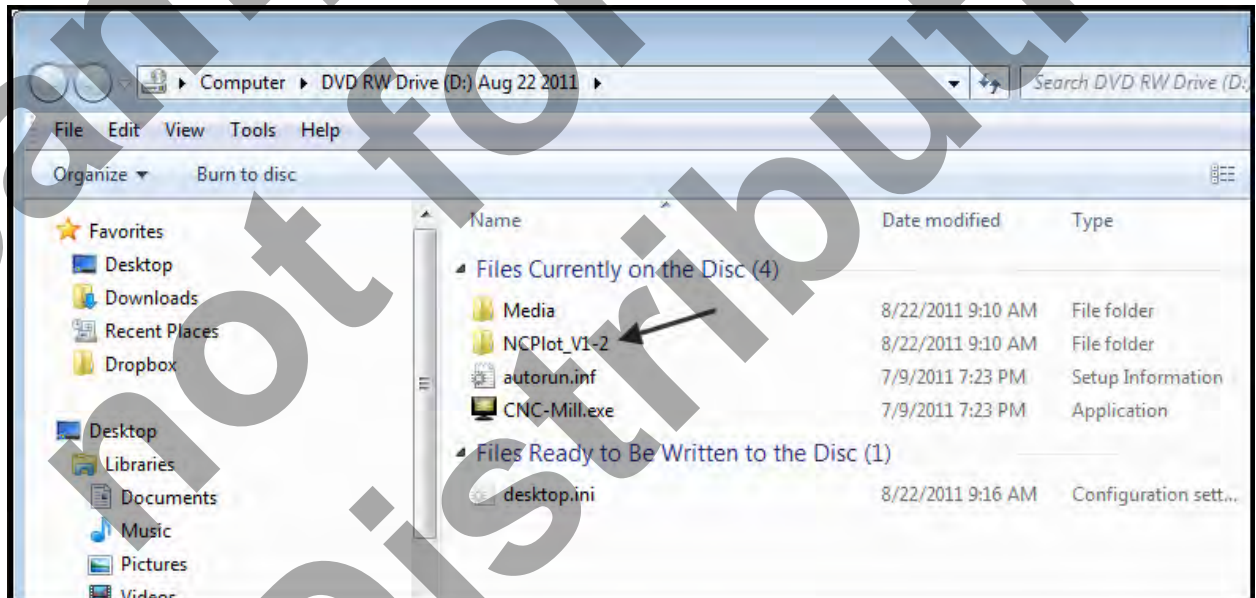 Computer ▸ DVD RW Drive (D:) Aug 22 2011 ▸ Search DVD RW Drive (D:)
File Edit View Tools Help
Organize ▾ Burn to disc
Name Date modified Type
Favorites
Desktop
Downloads
Recent Places
Dropbox
Desktop
Libraries
Documents
Music
Pictures
Videos
Files Currently on the Disc (4)
Media 8/22/2011 9:10 AM File folder
NCPlot_V1-2 8/22/2011 9:10 AM File folder
autorun.inf 7/9/2011 7:23 PM Setup Information
CNC-Mill.exe 7/9/2011 7:23 PM Application
Files Ready to Be Written to the Disc (1)
desktop.ini 8/22/2011 9:16 AM Configuration sett...
not for